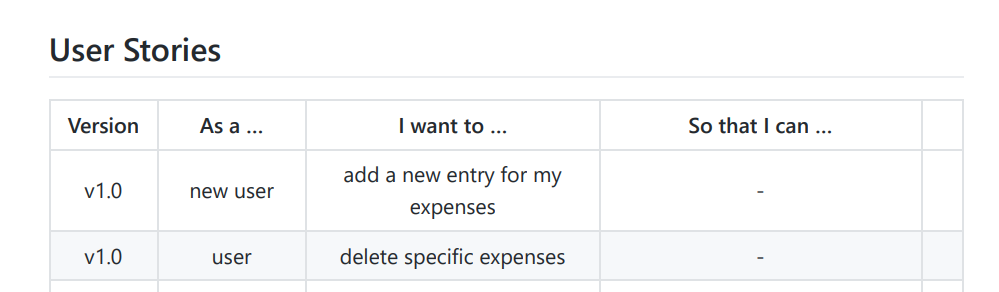 User Stories
Version As a ... I want to ... So that I can ...
v1.0 new user add a new entry for my
expenses -
v1.0 user delete specific expenses -